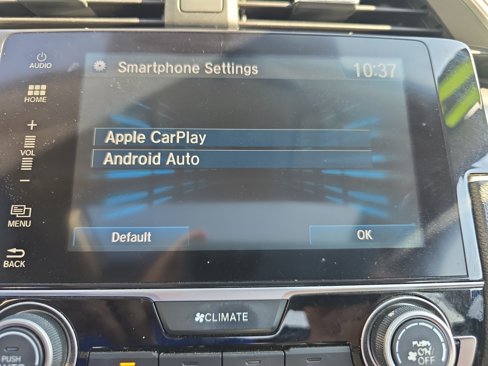 AUDIO
Smartphone Settings 10:37
HOME
+
VOL
Apple CarPlay
Android Auto
−
MENU
Default OK
BACK
CLIMATE
PUSH
AUTO
PUSH
ON
OFF